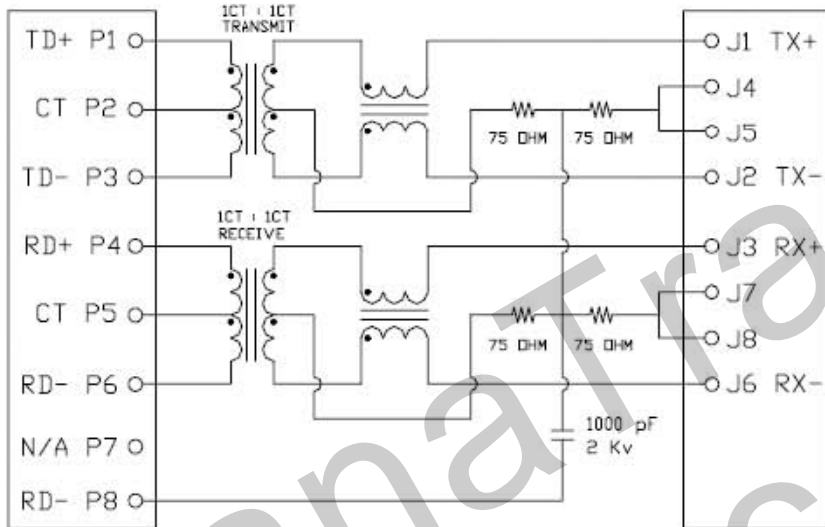 1CT : 1CT
TRANSMIT
TD+ P1
J1 TX+
J4
CT P2
75 OHM
75 OHM
J5
TD- P3
J2 TX-
1CT : 1CT
RECEIVE
RD+ P4
J3 RX+
J7
CT P5
75 OHM
75 OHM
J8
RD- P6
J6 RX-
1000 pF
2 Kv
N/A P7
RD- P8